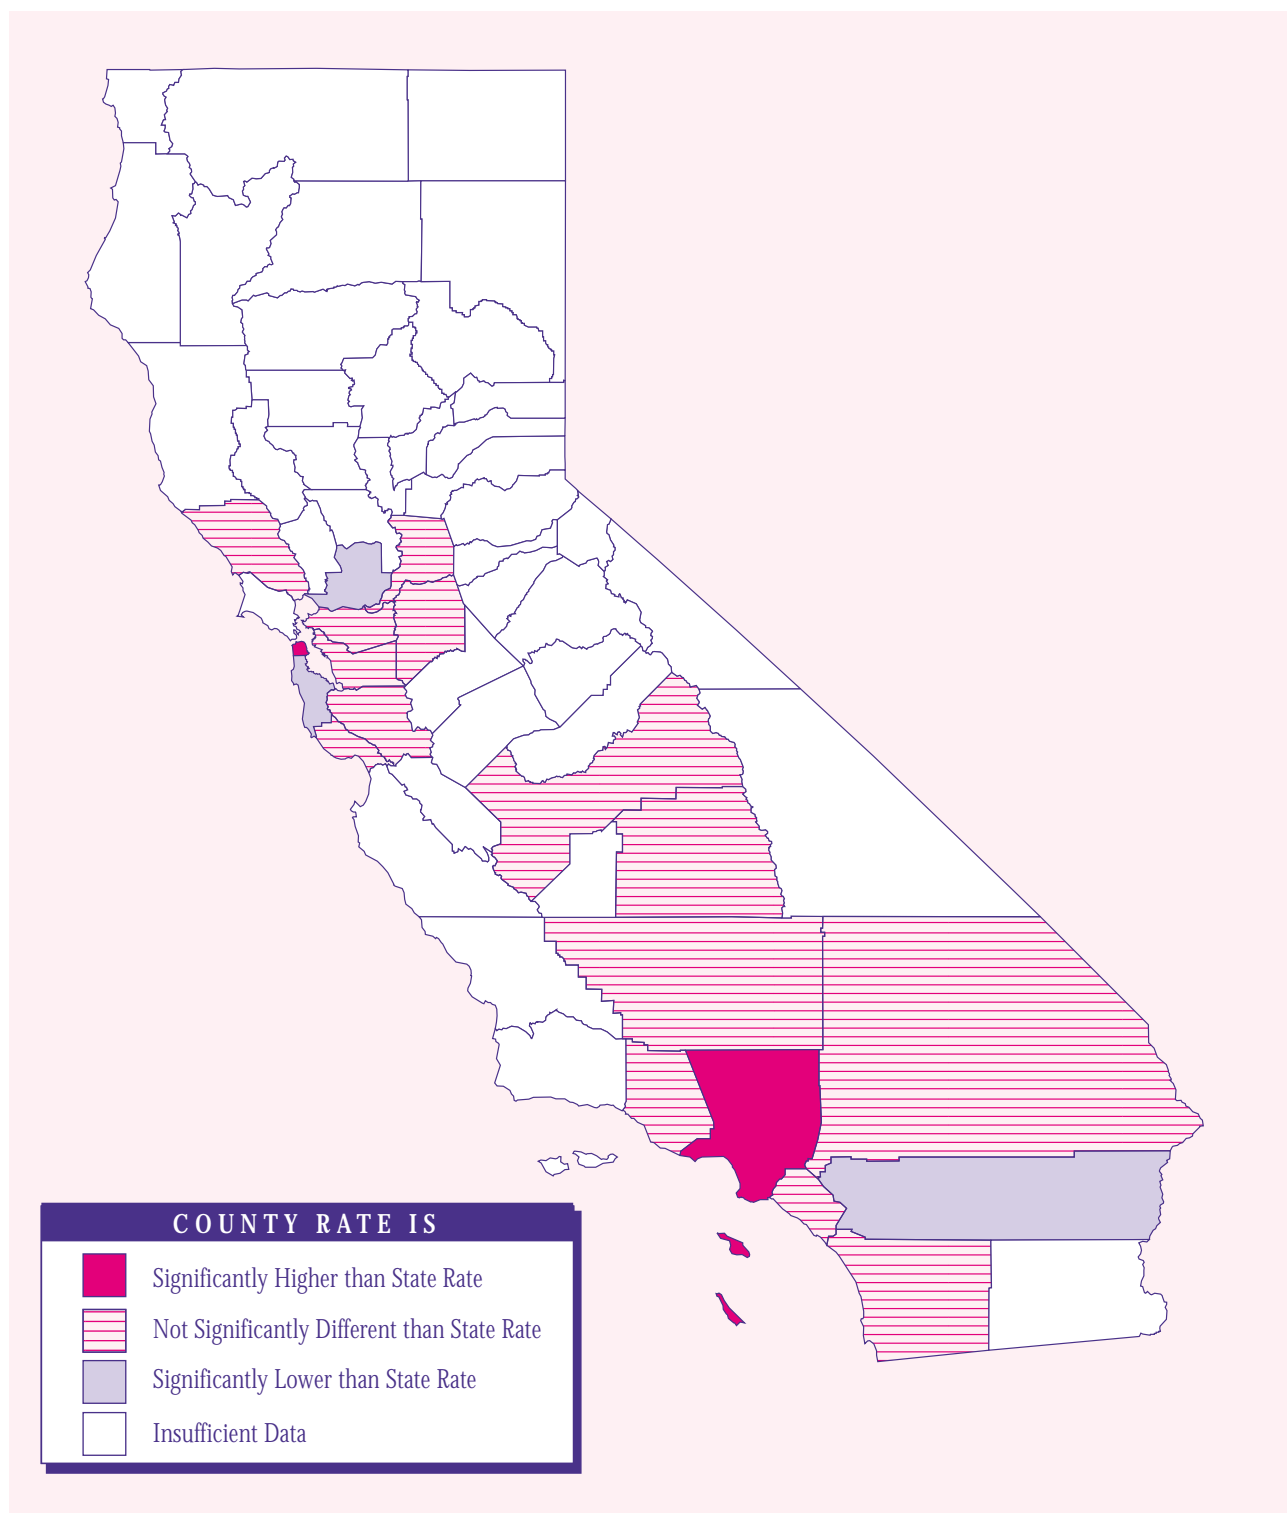 COUNTY RATE IS
Significantly Higher than State Rate
Not Significantly Different than State Rate
Significantly Lower than State Rate
Insufficient Data